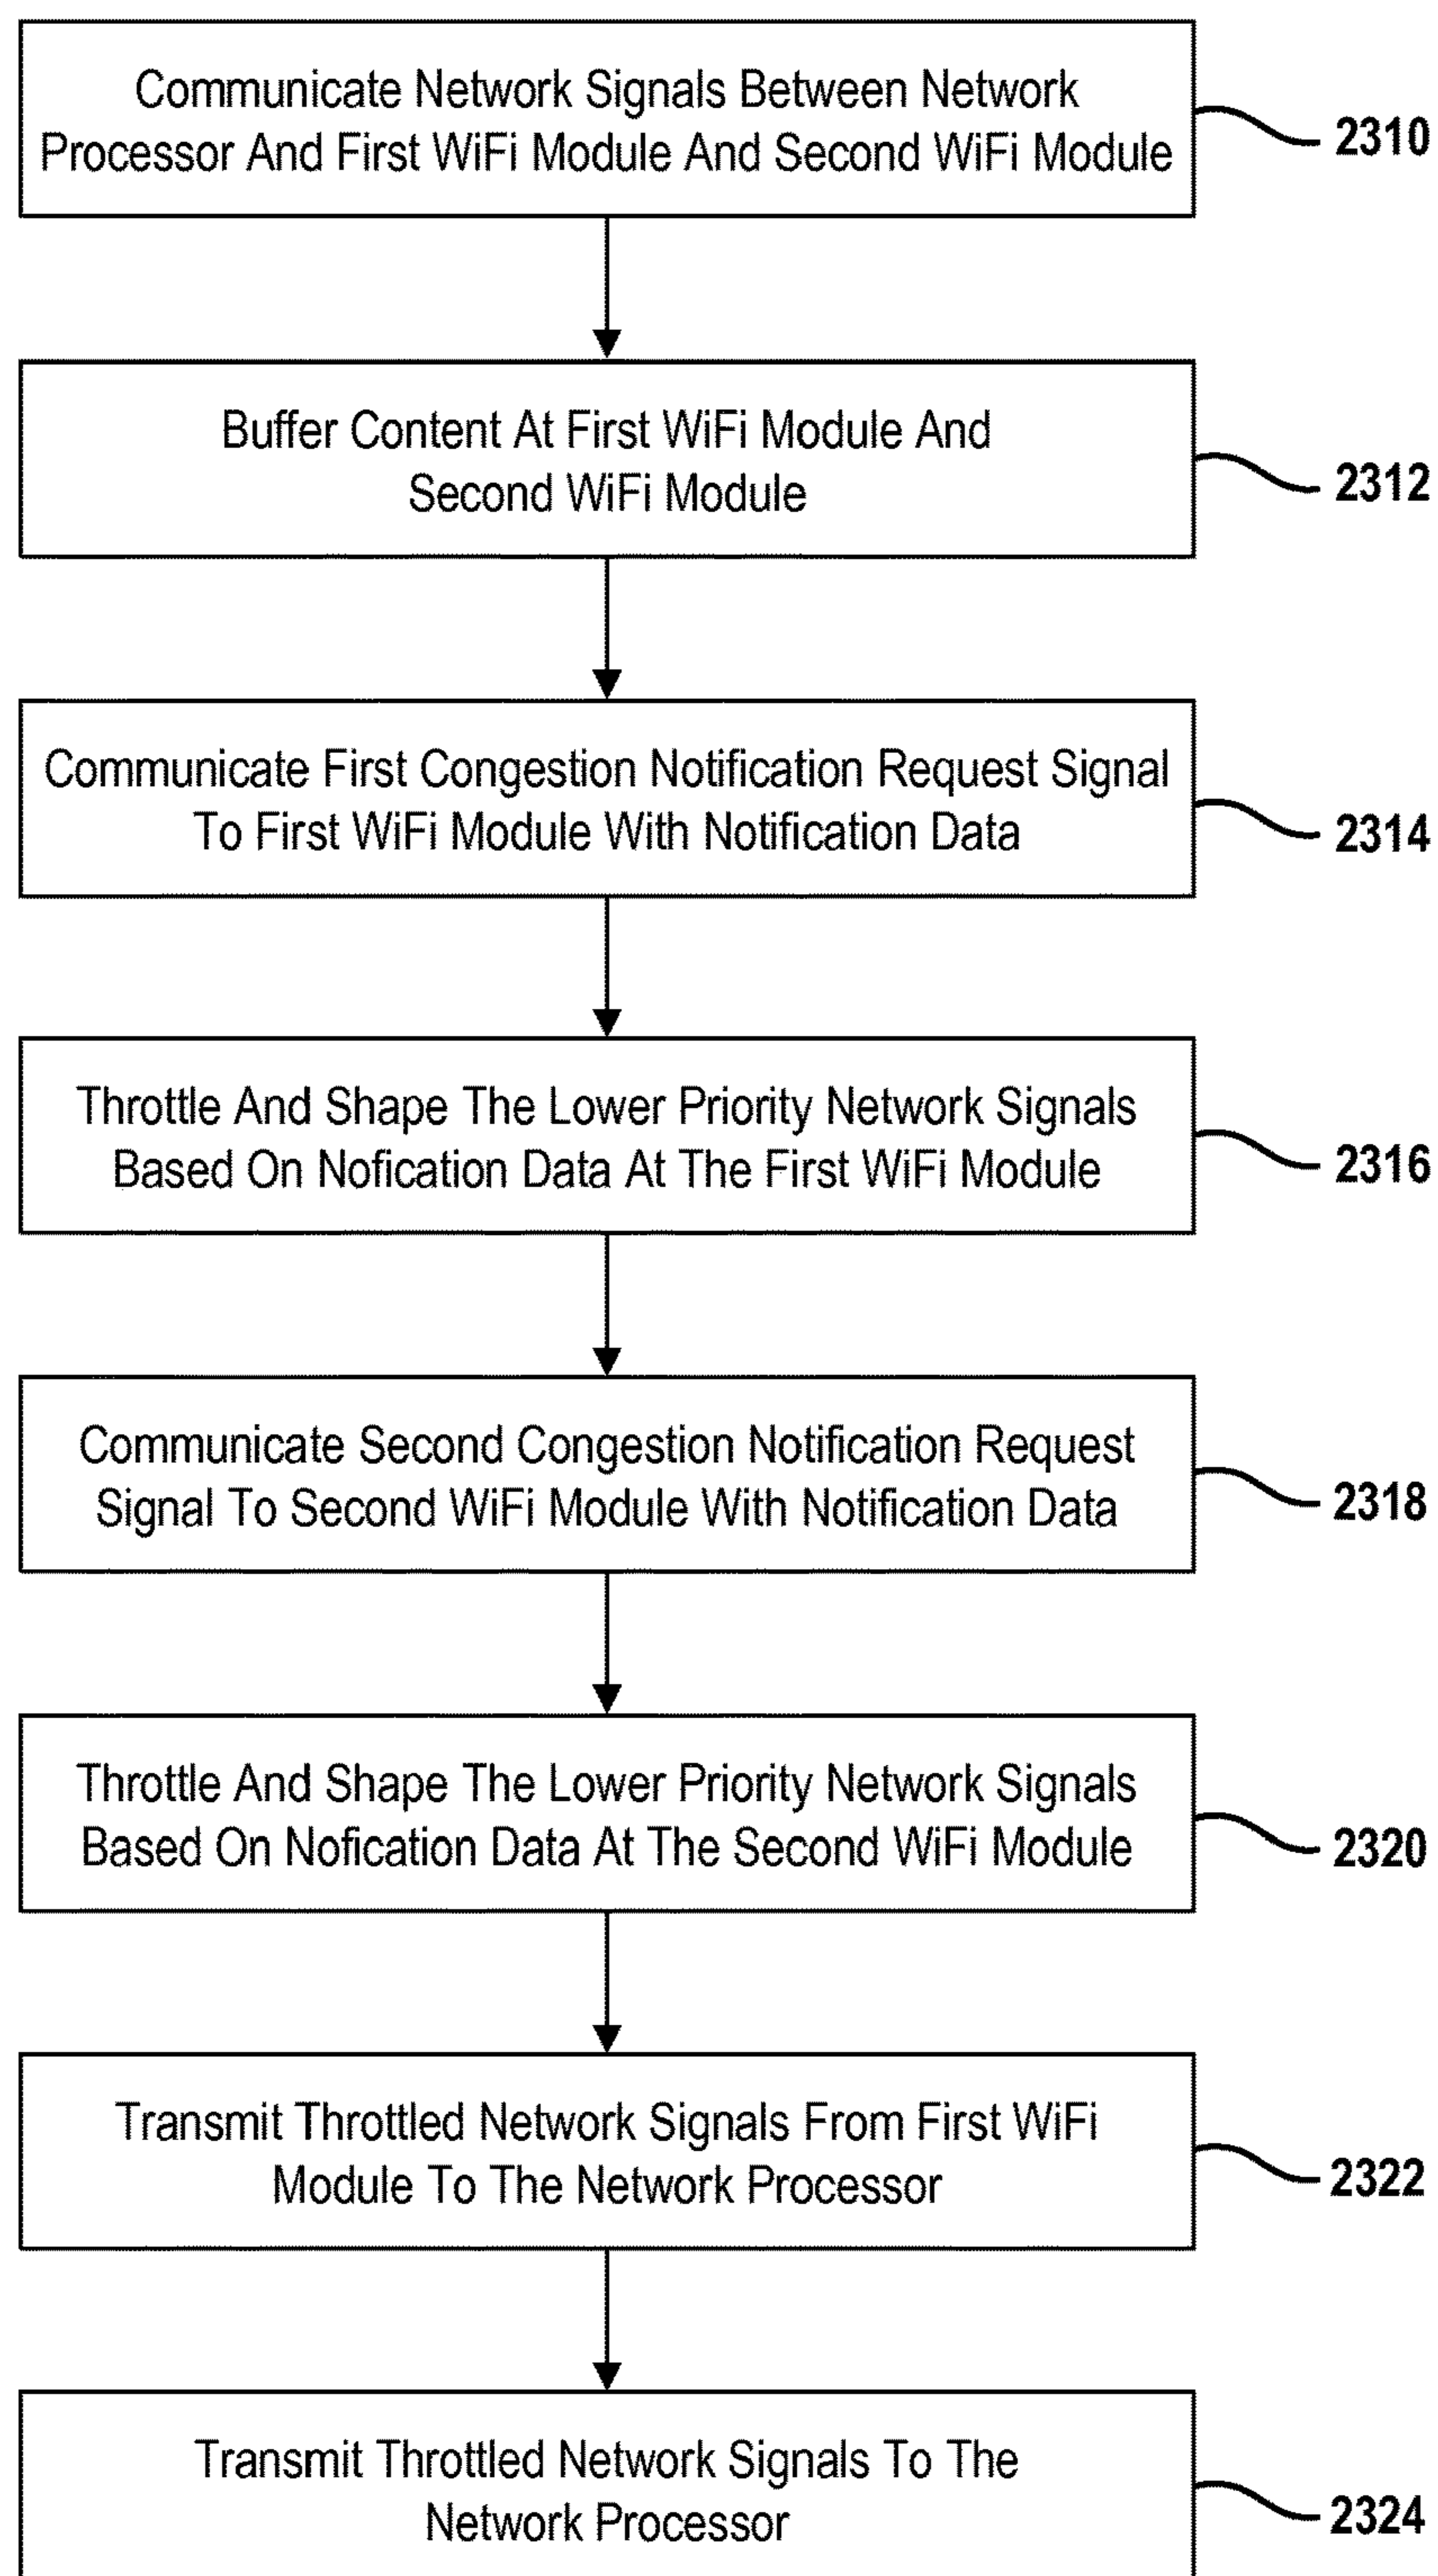 Communicate Network Signals Between Network
Processor And First WiFi Module And Second WiFi Module
2310
Buffer Content At First WiFi Module And
Second WiFi Module
2312
Communicate First Congestion Notification Request Signal
To First WiFi Module With Notification Data
2314
Throttle And Shape The Lower Priority Network Signals
Based On Nofication Data At The First WiFi Module
2316
Communicate Second Congestion Notification Request
Signal To Second WiFi Module With Notification Data
2318
Throttle And Shape The Lower Priority Network Signals
Based On Nofication Data At The Second WiFi Module
2320
Transmit Throttled Network Signals From First WiFi
Module To The Network Processor
2322
Transmit Throttled Network Signals To The
Network Processor
2324